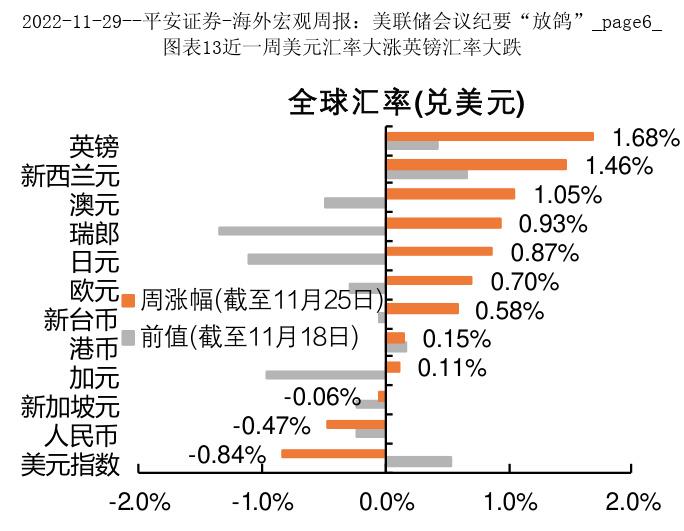 2022-11-29--平安证券-海外宏观周报：美联储会议纪要“放鸽”_page6_
图表13近一周美元汇率大涨英镑汇率大跌
全球汇率(兑美元)
英镑 1.68%
新西兰元 1.46%
澳元 1.05%
瑞郎 0.93%
日元 0.87%
欧元 0.70%
周涨幅(截至11月25日)
新台币 0.58%
前值(截至11月18日)
港币 0.15%
加元 0.11%
新加坡元 -0.06%
人民币 -0.47%
美元指数 -0.84%
-2.0% -1.0% 0.0% 1.0% 2.0%